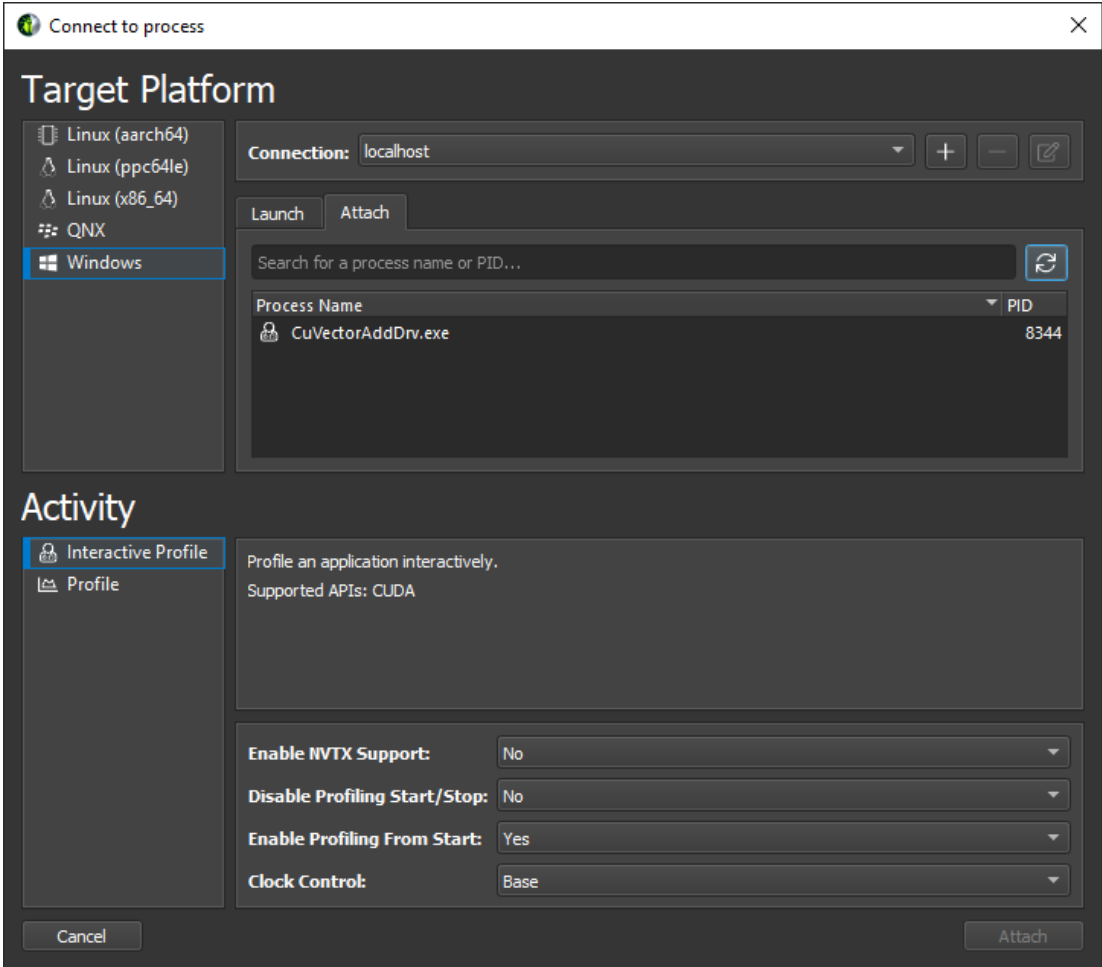 Connect to process
Target Platform
Linux (aarch64)
Linux (ppc64le)
Linux (x86_64)
QNX
Windows
Connection: localhost
Launch Attach
Search for a process name or PID...
Process Name PID
CuVectorAddDrv.exe 8344
Activity
Interactive Profile
Profile
Profile an application interactively.
Supported APIs: CUDA
Enable NVTX Support: No
Disable Profiling Start/Stop: No
Enable Profiling From Start: Yes
Clock Control: Base
Cancel Attach